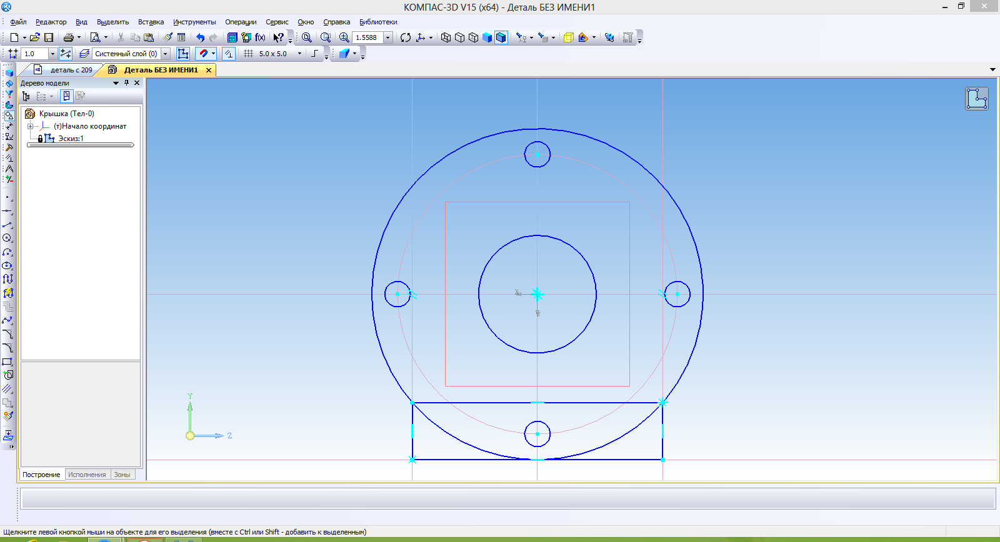 КОМПАС-3D V15 (x64) - Деталь БЕЗ ИМЕНИ1
Файл Редактор Вид Выделить Вставка Инструменты Операции Сервис Окно Справка Библиотеки
f(x) 1.5588
1.0 Системный слой (0) 5.0 x 5.0
деталь с 209 Деталь БЕЗ ИМЕНИ1
Дерево модели
Крышка (Тел-0)
(т)Начало координат
Эскиз:1
X
Y
Z
Построение Исполнения Зоны
Щелкните левой кнопкой мыши на объекте для его выделения (вместе с Ctrl или Shift - добавить к выделенным)